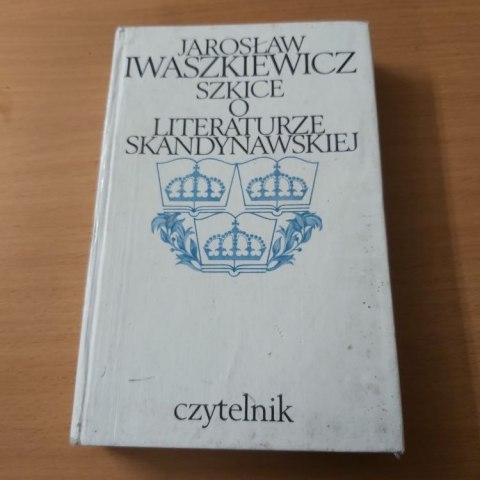 JAROSŁAW
IWASZKIEWICZ
SZKICE
O
LITERATURZE
SKANDYNAWSKIEJ
czytelnik